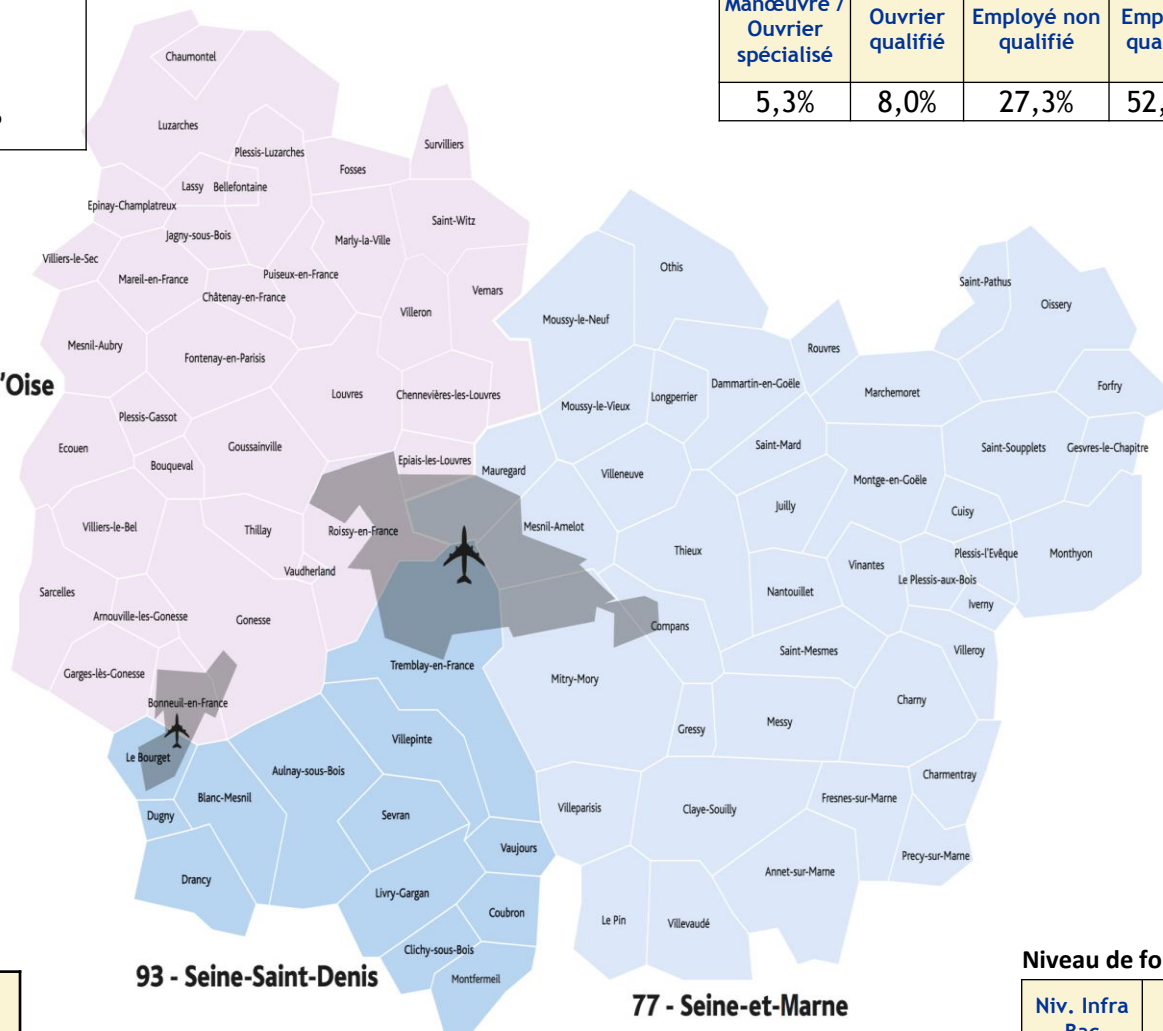 Manœuvre /
Ouvrier
spécialisé
Ouvrier
qualifié
Employé non
qualifié
5,3%
8,0%
27,3%
52,
Chaumontel
Luzarches
Plessis-Luzarches
Survilliers
Fosses
Lassy
Bellefontaine
Epinay-Champlatreux
Saint-Witz
Jagny-sous-Bois
Marly-la-Ville
Villiers-le-Sec
Mareil-en-France
Puiseux-en-France
Châtenay-en-France
Vemars
Villeron
Mesnil-Aubry
Fontenay-en-Parisis
'Oise
Louvres
Chennevières-les-Louvres
Plessis-Gassot
Ecouen
Goussainville
Bouqueval
Epiais-les-Louvres
Villiers-le-Bel
Thillay
Roissy-en-France
Vaudherland
Sarcelles
Arnouville-les-Gonesse
Gonesse
Garges-lès-Gonesse
Bonneuil-en-France
Othis
Moussy-le-Neuf
Saint-Pathus
Oissery
Rouvres
Dammartin-en-Goële
Marchemoret
Forfry
Moussy-le-Vieux
Longperrier
Saint-Mard
Saint-Soupplets
Gesvres-le-Chapitre
Mauregard
Villeneuve
Montge-en-Goële
Juilly
Cuisy
Mesnil-Amelot
Thieux
Plessis-l'Evêque
Monthyon
Vinantes
Le Plessis-aux-Bois
Nantouillet
Iverny
Compans
Saint-Mesmes
Villeroy
Mitry-Mory
Charny
Gressy
Messy
Charmentray
Villeparisis
Claye-Souilly
Fresnes-sur-Marne
Precy-sur-Marne
Annet-sur-Marne
Le Pin
Villevaudé
Tremblay-en-France
Villepinte
Le Bourget
Aulnay-sous-Bois
Blanc-Mesnil
Dugny
Sevran
Vaujours
Drancy
Livry-Gargan
Coubron
Clichy-sous-Bois
Montfermeil
93 - Seine-Saint-Denis
77 - Seine-et-Marne
Niveau de fo
Niv. Infra